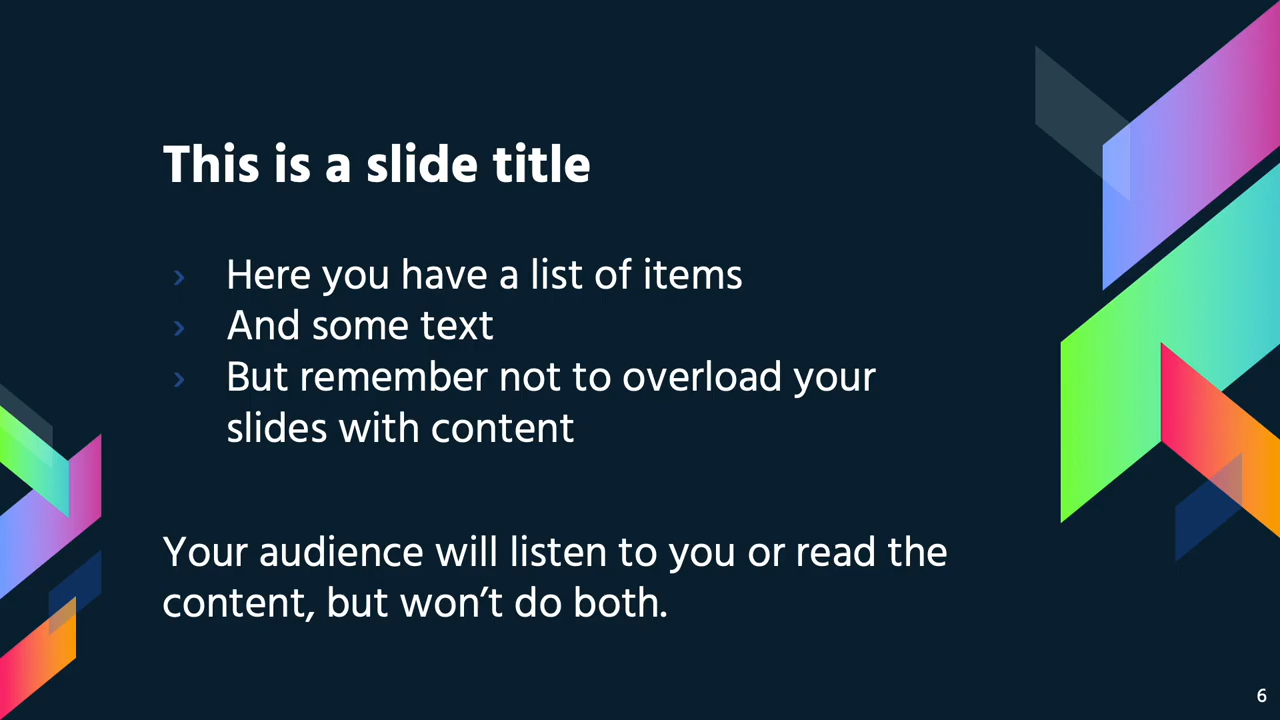 This is a slide title
› Here you have a list of items
› And some text
› But remember not to overload your
slides with content
Your audience will listen to you or read the
content, but won’t do both.
6